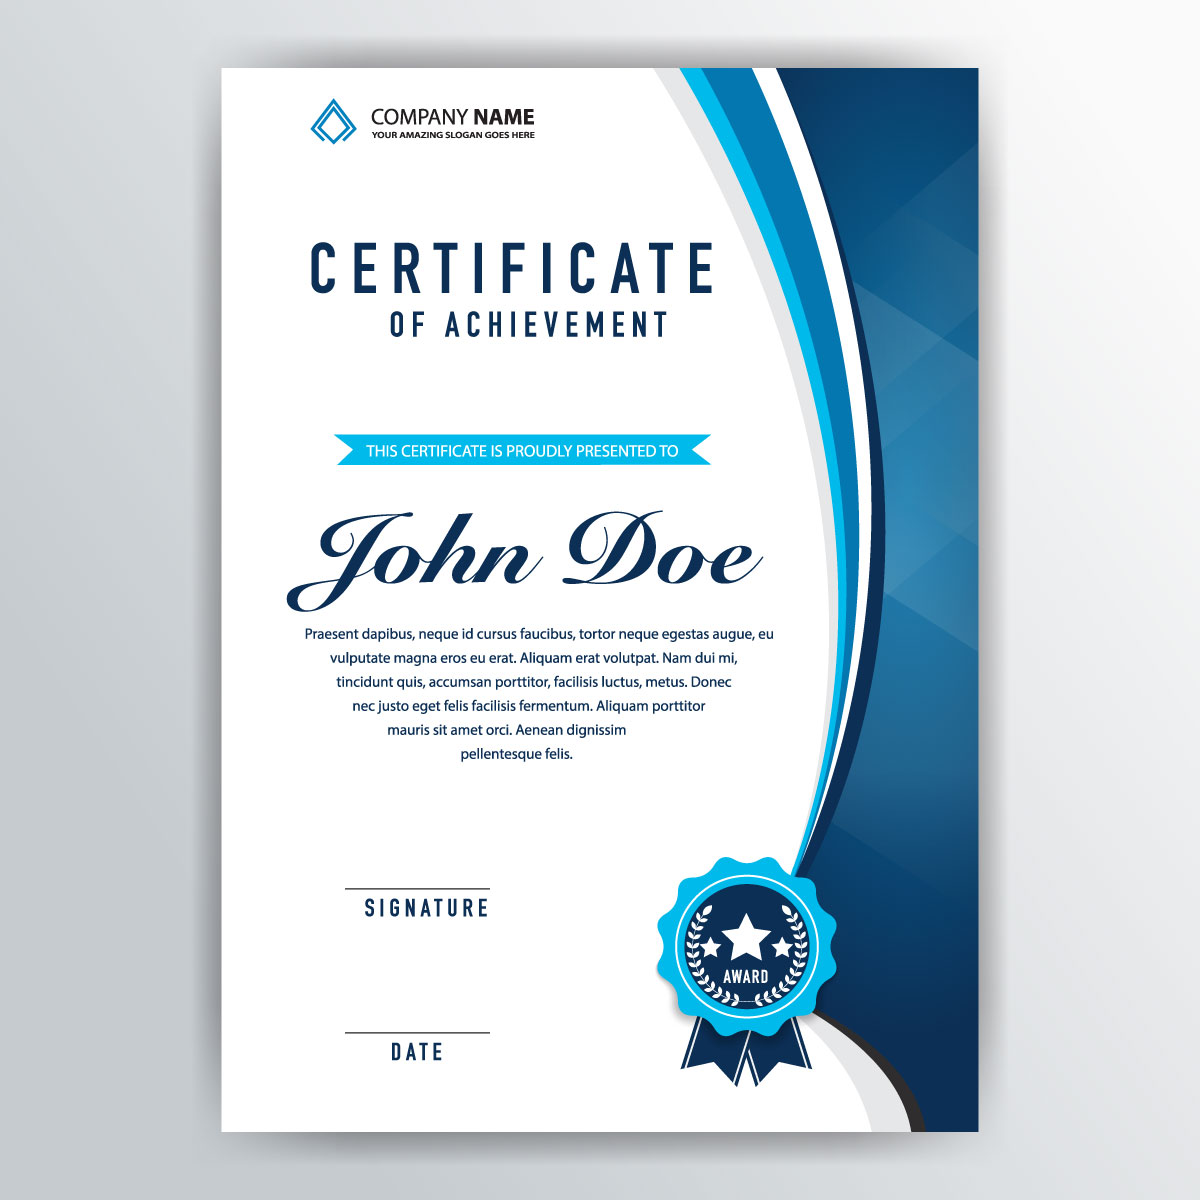 COMPANY NAME
YOUR AMAZING SLOGAN GOES HERE
CERTIFICATE
OF ACHIEVEMENT
THIS CERTIFICATE IS PROUDLY PRESENTED TO
John Doe
Praesent dapibus, neque id cursus faucibus, tortor neque egestas augue, eu
vulputate magna eros eu erat. Aliquam erat volutpat. Nam dui mi,
tincidunt quis, accumsan porttitor, facilisis luctus, metus. Donec
nec justo eget felis facilisis fermentum. Aliquam porttitor
mauris sit amet orci. Aenean dignissim
pellentesque felis.
SIGNATURE
AWARD
DATE